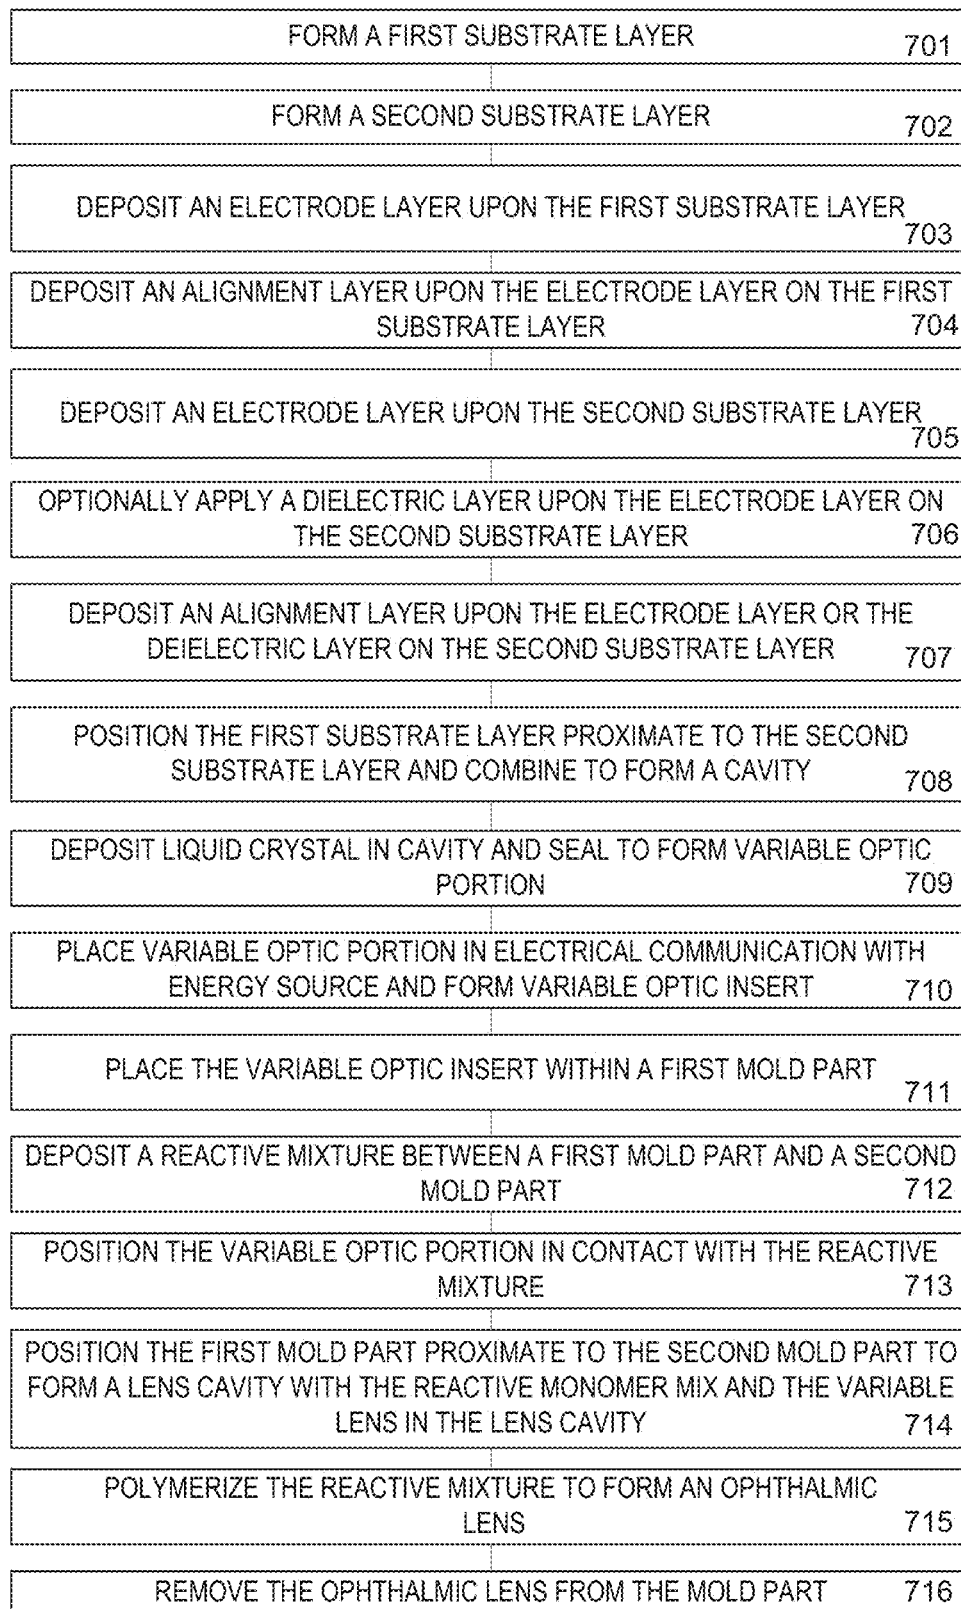 FORM A FIRST SUBSTRATE LAYER 701
FORM A SECOND SUBSTRATE LAYER 702
DEPOSIT AN ELECTRODE LAYER UPON THE FIRST SUBSTRATE LAYER
703
DEPOSIT AN ALIGNMENT LAYER UPON THE ELECTRODE LAYER ON THE FIRST
SUBSTRATE LAYER 704
DEPOSIT AN ELECTRODE LAYER UPON THE SECOND SUBSTRATE LAYER
705
OPTIONALLY APPLY A DIELECTRIC LAYER UPON THE ELECTRODE LAYER ON
THE SECOND SUBSTRATE LAYER 706
DEPOSIT AN ALIGNMENT LAYER UPON THE ELECTRODE LAYER OR THE
DEIELECTRIC LAYER ON THE SECOND SUBSTRATE LAYER 707
POSITION THE FIRST SUBSTRATE LAYER PROXIMATE TO THE SECOND
SUBSTRATE LAYER AND COMBINE TO FORM A CAVITY 708
DEPOSIT LIQUID CRYSTAL IN CAVITY AND SEAL TO FORM VARIABLE OPTIC
PORTION 709
PLACE VARIABLE OPTIC PORTION IN ELECTRICAL COMMUNICATION WITH
ENERGY SOURCE AND FORM VARIABLE OPTIC INSERT 710
PLACE THE VARIABLE OPTIC INSERT WITHIN A FIRST MOLD PART
711
DEPOSIT A REACTIVE MIXTURE BETWEEN A FIRST MOLD PART AND A SECOND
MOLD PART 712
POSITION THE VARIABLE OPTIC PORTION IN CONTACT WITH THE REACTIVE
MIXTURE 713
POSITION THE FIRST MOLD PART PROXIMATE TO THE SECOND MOLD PART TO
FORM A LENS CAVITY WITH THE REACTIVE MONOMER MIX AND THE VARIABLE
LENS IN THE LENS CAVITY 714
POLYMERIZE THE REACTIVE MIXTURE TO FORM AN OPHTHALMIC
LENS 715
REMOVE THE OPHTHALMIC LENS FROM THE MOLD PART 716